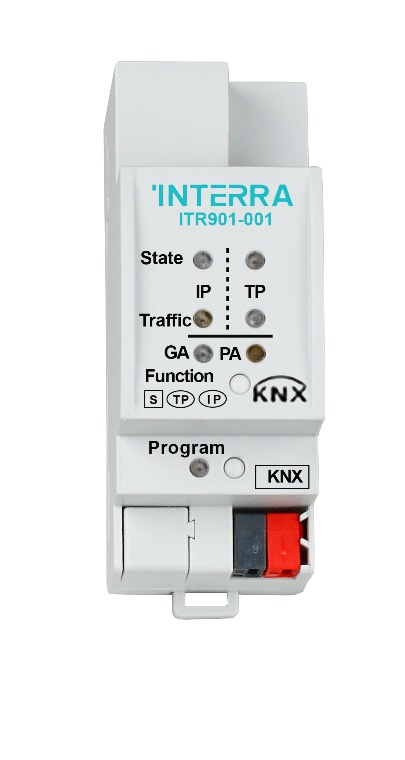 INTERRA
ITR901-001
State
IP TP
Traffic
GA PA
Function
KNX
S TP IP
Program
KNX